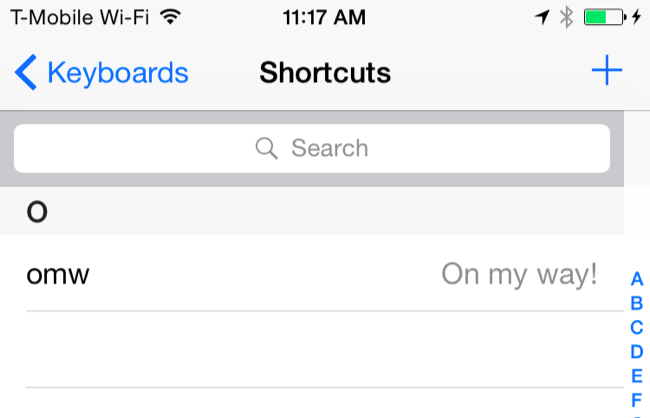 T-Mobile Wi-Fi 11:17 AM
Keyboards Shortcuts +
Search
O
omw On my way!
A
B
C
D
E
F